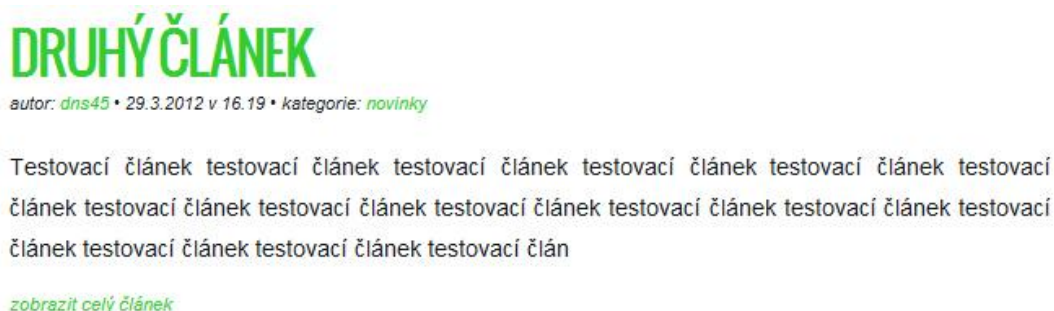 DRUHÝ ČLÁNEK
autor: dns45 • 29.3.2012 v 16.19 • kategorie: novinky
Testovací článek testovací článek testovací článek testovací článek testovací článek testovací
článek testovací článek testovací článek testovací článek testovací článek testovací článek testovací
článek testovací článek testovací článek testovací člán
zobrazit celý článek